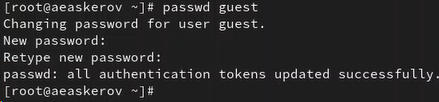 [root@aeaskerov ~]# passwd guest
Changing password for user guest.
New password:
Retype new password:
passwd: all authentication tokens updated successfully.
[root@aeaskerov ~]#